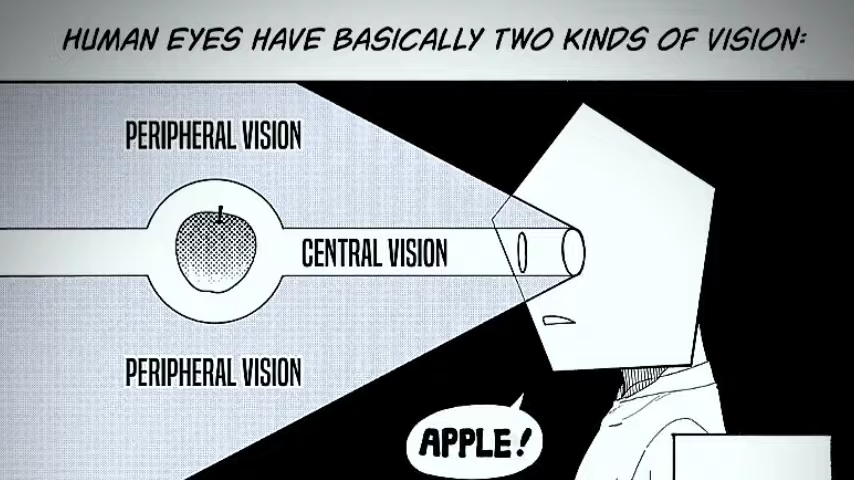 HUMAN EYES HAVE BASICALLY TWO KINDS OF VISION:
PERIPHERAL VISION
CENTRAL VISION
PERIPHERAL VISION
APPLE!